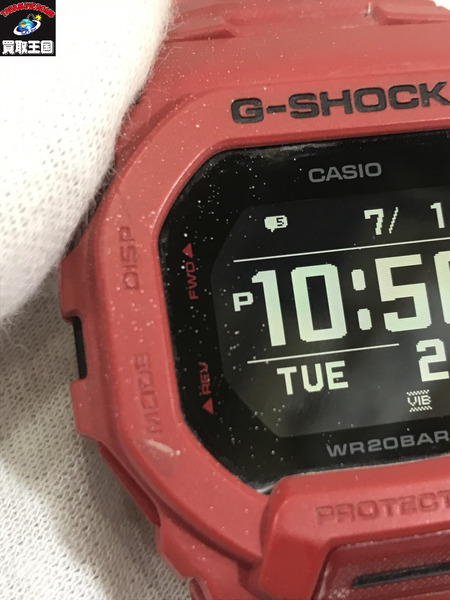 買取王国
G-SHOCK
CASIO
5
7/ 1
DISP
FWD
P 10:50
TUE 2
MODE
REV
VIB
WR20BAR
PROTECT